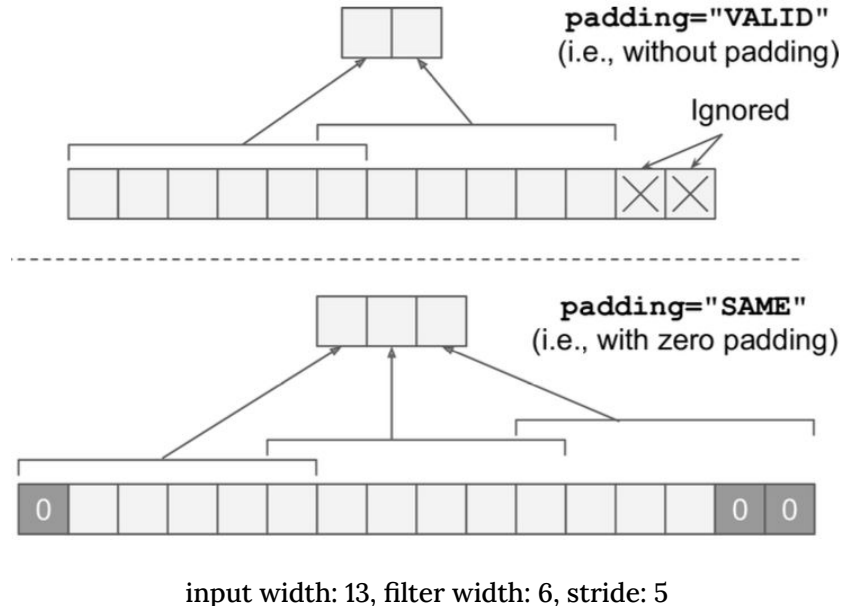 padding="VALID"
(i.e., without padding)
Ignored
padding="SAME"
(i.e., with zero padding)
0 0 0
input width: 13, filter width: 6, stride: 5